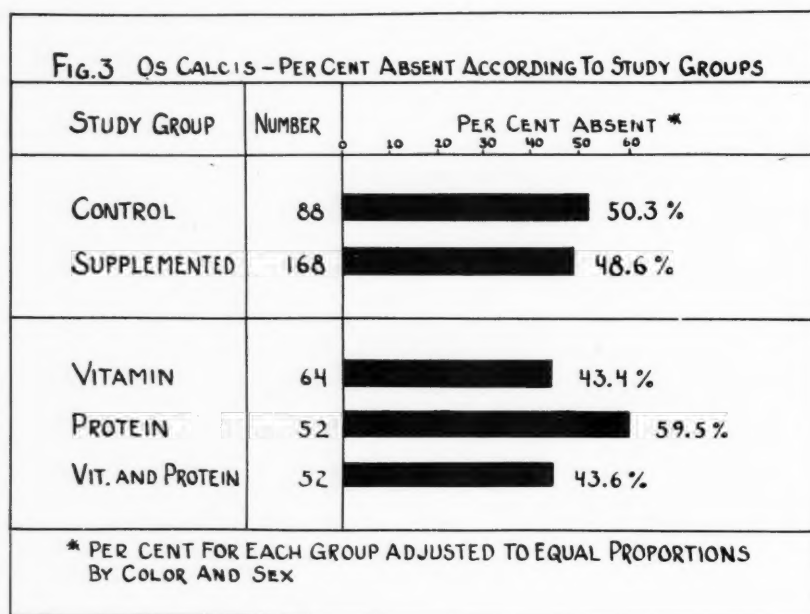 FIG.3 OS CALCIS – PER CENT ABSENT ACCORDING TO STUDY GROUPS
STUDY GROUP NUMBER PER CENT ABSENT *
0 10 20 30 40 50 60
CONTROL 88 50.3 %
SUPPLEMENTED 168 48.6 %
VITAMIN 64 43.4 %
PROTEIN 52 59.5 %
VIT. AND PROTEIN 52 43.6 %
* PER CENT FOR EACH GROUP ADJUSTED TO EQUAL PROPORTIONS
BY COLOR AND SEX